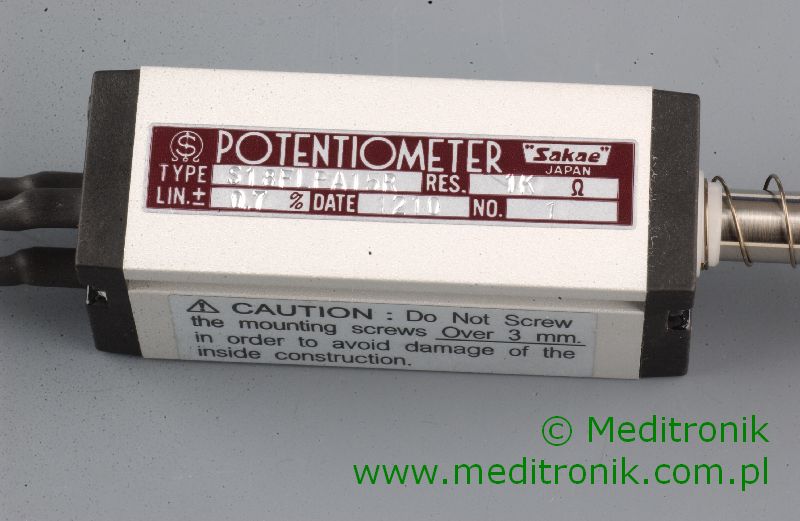 POTENTIOMETER "Sakae"
JAPAN
TYPE S18FLPA15R RES. 1K Ω
LIN.± 0.7 % DATE 1210 NO. 1
⚠ CAUTION : Do Not Screw
the mounting screws Over 3 mm.
in order to avoid damage of the
inside construction.
© Meditronik
www.meditronik.com.pl